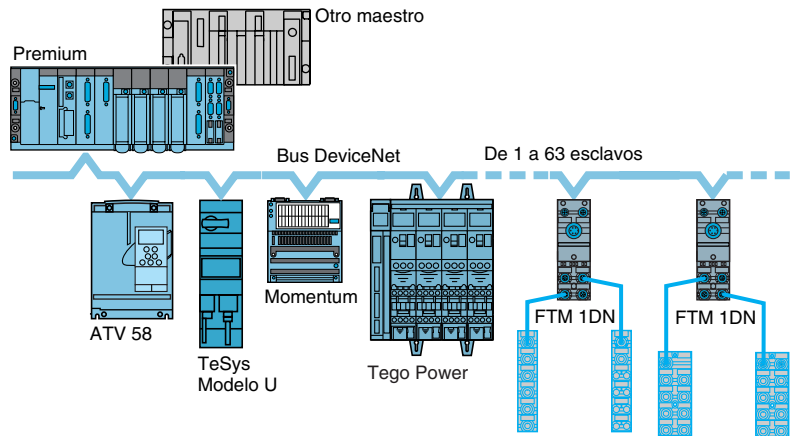 Otro maestro
Premium
Bus DeviceNet
De 1 a 63 esclavos
ATV 58
TeSys
Modelo U
Momentum
Tego Power
FTM 1DN
FTM 1DN